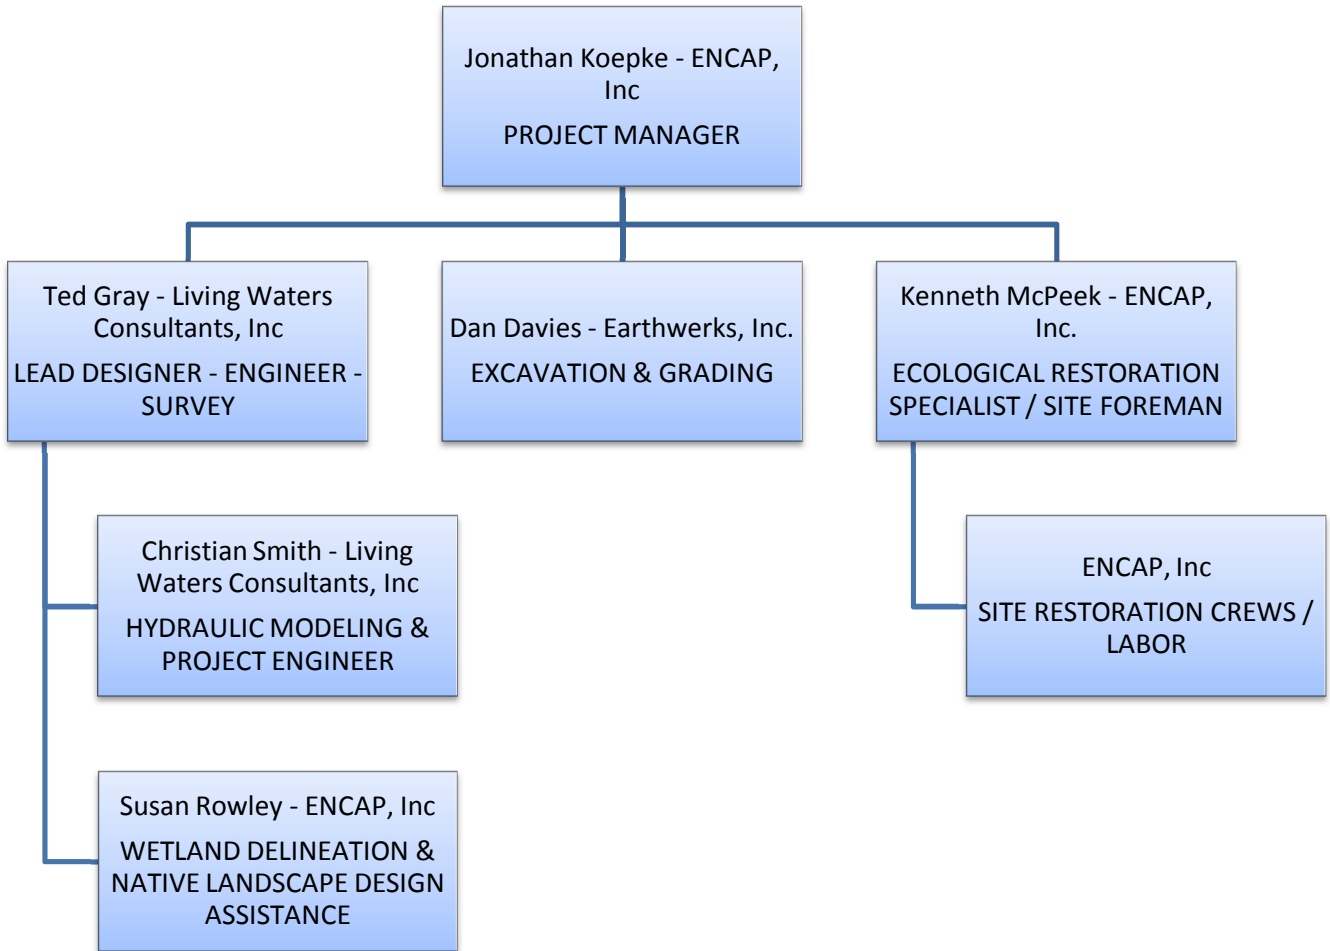 Jonathan Koepke - ENCAP,
Inc
PROJECT MANAGER
Ted Gray - Living Waters
Consultants, Inc
LEAD DESIGNER - ENGINEER -
SURVEY
Dan Davies - Earthwerks, Inc.
EXCAVATION & GRADING
Kenneth McPeek - ENCAP,
Inc.
ECOLOGICAL RESTORATION
SPECIALIST / SITE FOREMAN
Christian Smith - Living
Waters Consultants, Inc
HYDRAULIC MODELING &
PROJECT ENGINEER
ENCAP, Inc
SITE RESTORATION CREWS /
LABOR
Susan Rowley - ENCAP, Inc
WETLAND DELINEATION &
NATIVE LANDSCAPE DESIGN
ASSISTANCE